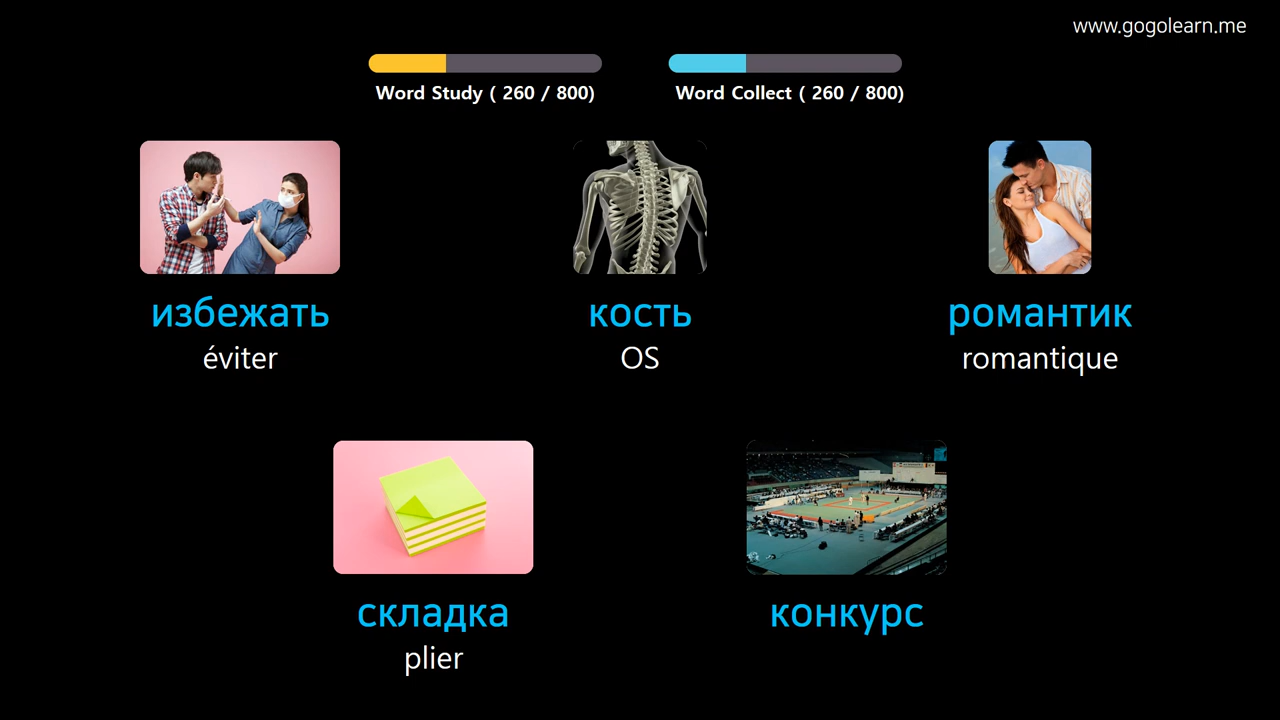 www.gogolearn.me
Word Study ( 260 / 800)
Word Collect ( 260 / 800)
избежать
éviter
кость
OS
романтик
romantique
складка
plier
конкурс